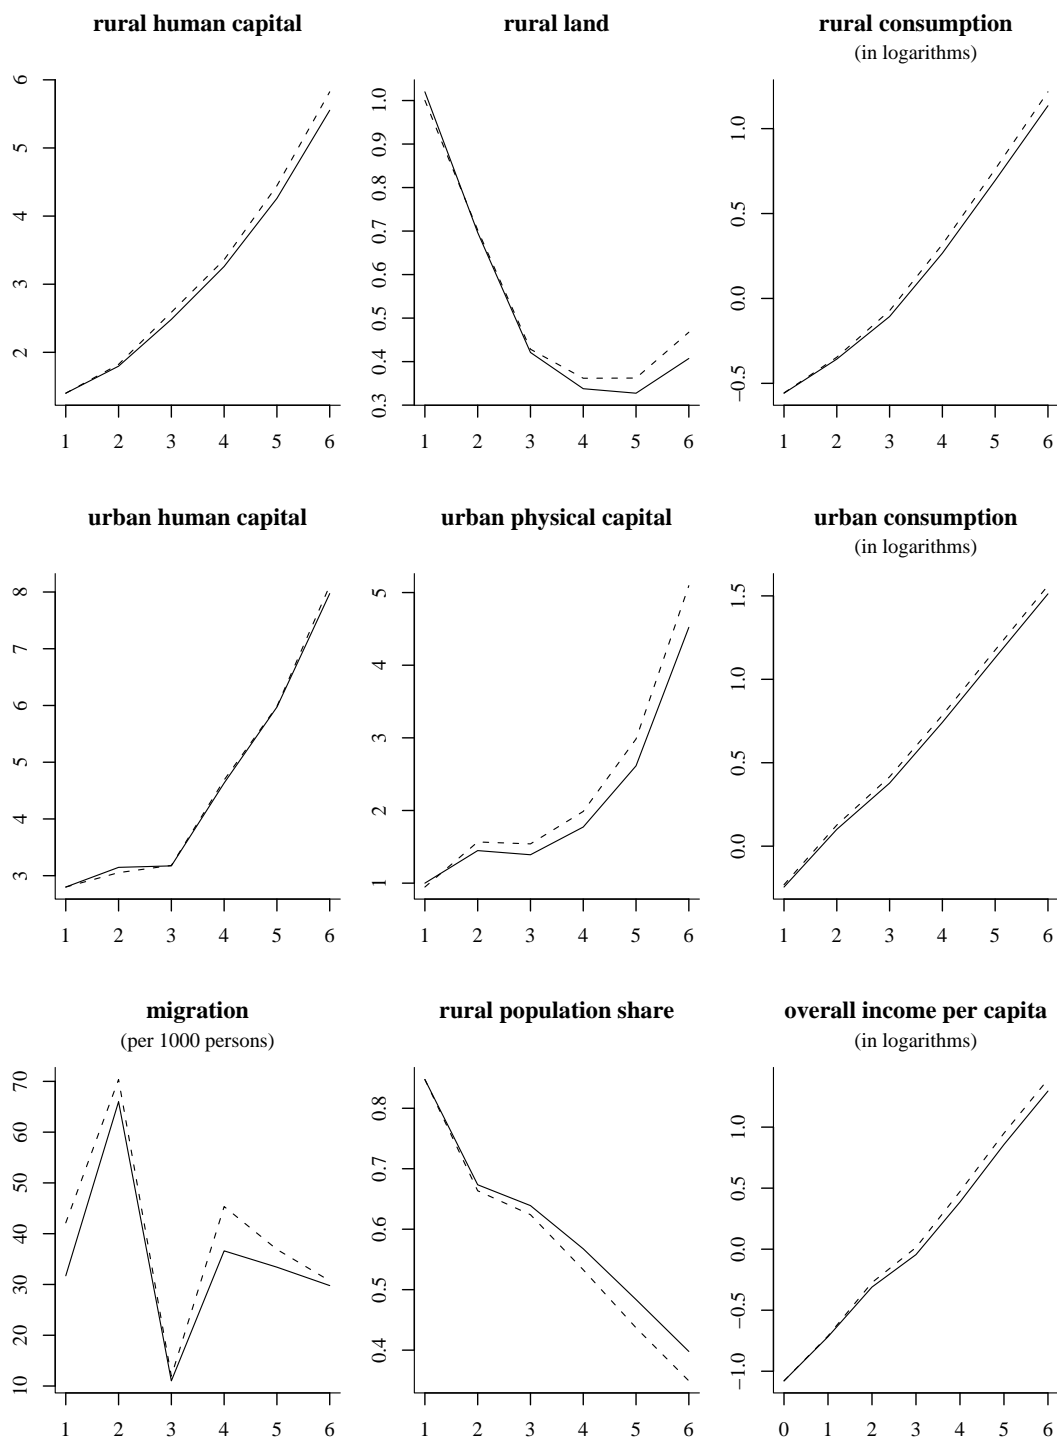 rural human capital
2 3 4 5 6
1 2 3 4 5 6
rural land
0.3 0.4 0.5 0.6 0.7 0.8 0.9 1.0
1 2 3 4 5 6
rural consumption
(in logarithms)
−0.5 0.0 0.5 1.0
1 2 3 4 5 6
urban human capital
3 4 5 6 7 8
1 2 3 4 5 6
urban physical capital
1 2 3 4 5
1 2 3 4 5 6
urban consumption
(in logarithms)
0.0 0.5 1.0 1.5
1 2 3 4 5 6
migration
(per 1000 persons)
10 20 30 40 50 60 70
1 2 3 4 5 6
rural population share
0.4 0.5 0.6 0.7 0.8
1 2 3 4 5 6
overall income per capita
(in logarithms)
−1.0 −0.5 0.0 0.5 1.0
0 1 2 3 4 5 6